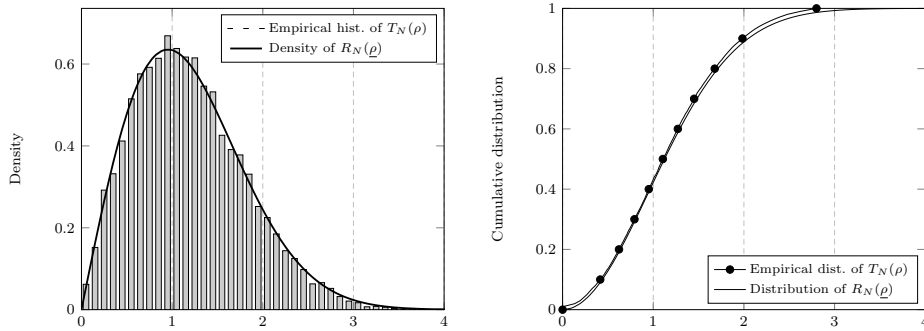 Empirical hist. of T_N(ρ)
Density of R_N(ρ̲)
Density
0.6
0.4
0.2
0
0 1 2 3 4
1
0.8
0.6
0.4
0.2
0
Cumulative distribution
Empirical dist. of T_N(ρ)
Distribution of R_N(ρ̲)
0 1 2 3 4